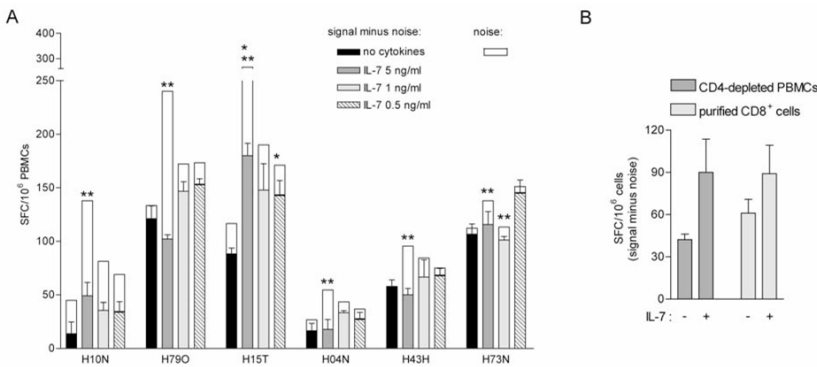 A
signal minus noise:
noise:
no cytokines
IL-7 5 ng/ml
IL-7 1 ng/ml
IL-7 0.5 ng/ml
SFC/10⁶ PBMCs
400
300
250
200
150
100
50
0
**
**
*
**
*
**
**
**
**
H10N H79O H15T H04N H43H H73N
B
CD4-depleted PBMCs
purified CD8⁺ cells
SFC/10⁶ cells
(signal minus noise)
120
90
60
30
0
IL-7 : - + - +